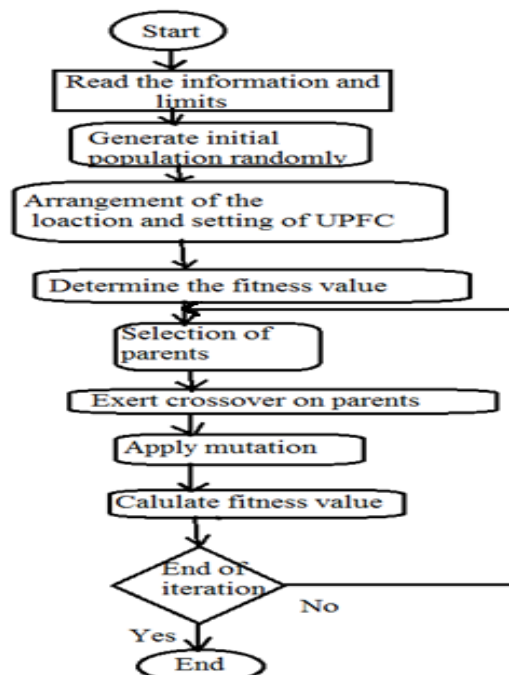 Start
Read the information and
limits
Generate initial
population randomly
Arrangement of the
loaction and setting of UPFC
Determine the fitness value
Selection of
parents
Exert crossover on parents
Apply mutation
Calulate fitness value
End of
iteration
No
Yes
End